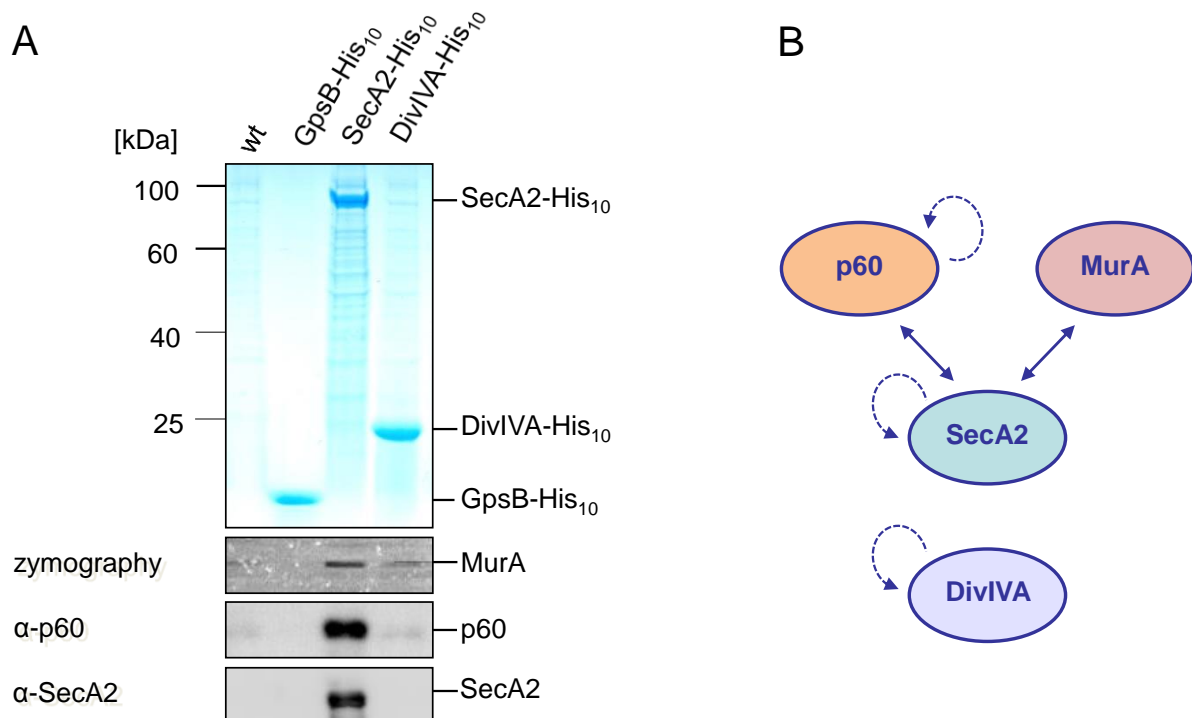 A
B
[kDa]
wt
GpsB-His10
SecA2-His10
DivIVA-His10
100
60
40
25
SecA2-His10
DivIVA-His10
GpsB-His10
zymography
MurA
α-p60
p60
α-SecA2
SecA2
p60
MurA
SecA2
DivIVA